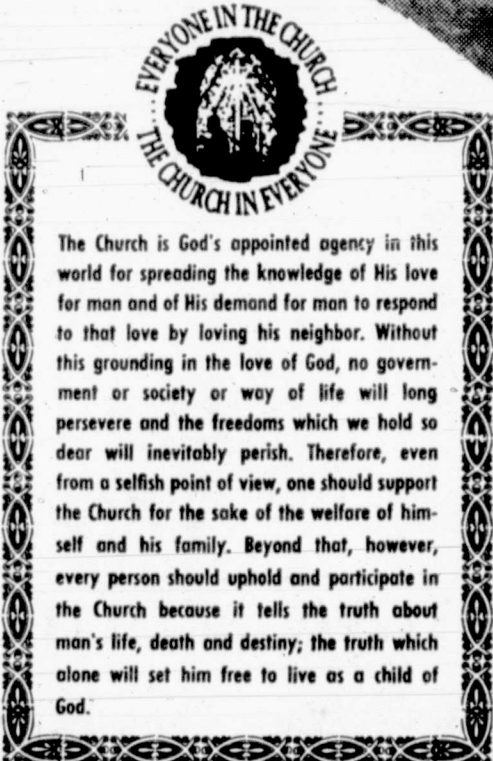 EVERYONE IN THE CHURCH...
...THE CHURCH IN EVERYONE
The Church is God's appointed agency in this
world for spreading the knowledge of His love
for man and of His demand for man to respond
to that love by loving his neighbor. Without
this grounding in the love of God, no govern-
ment or society or way of life will long
persevere and the freedoms which we hold so
dear will inevitably perish. Therefore, even
from a selfish point of view, one should support
the Church for the sake of the welfare of him-
self and his family. Beyond that, however,
every person should uphold and participate in
the Church because it tells the truth about
man's life, death and destiny; the truth which
alone will set him free to live as a child of
God.